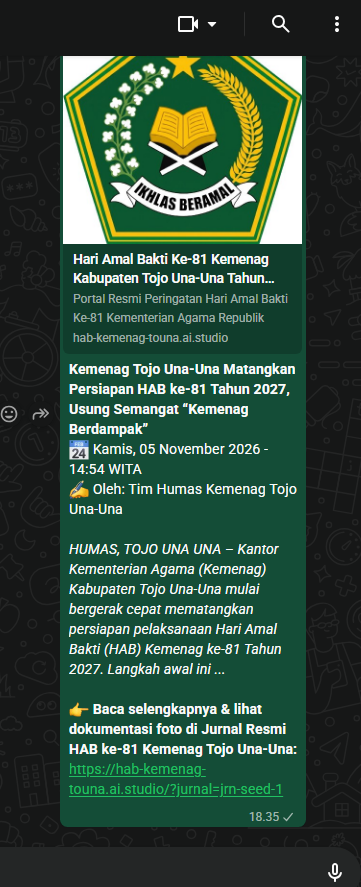 IKHLAS BERAMAL
Hari Amal Bakti Ke-81 Kemenag
Kabupaten Tojo Una-Una Tahun...
Portal Resmi Peringatan Hari Amal Bakti
Ke-81 Kementerian Agama Republik
hab-kemenag-touna.ai.studio
Kemenag Tojo Una-Una Matangkan
Persiapan HAB ke-81 Tahun 2027,
Usung Semangat “Kemenag
Berdampak”
📆 Kamis, 05 November 2026 -
14:54 WITA
✍️ Oleh: Tim Humas Kemenag Tojo
Una-Una
HUMAS, TOJO UNA UNA – Kantor
Kementerian Agama (Kemenag)
Kabupaten Tojo Una-Una mulai
bergerak cepat mematangkan
persiapan pelaksanaan Hari Amal
Bakti (HAB) Kemenag ke-81 Tahun
2027. Langkah awal ini ...
👉 Baca selengkapnya & lihat
dokumentasi foto di Jurnal Resmi
HAB ke-81 Kemenag Tojo Una-Una:
https://hab-kemenag-
touna.ai.studio/?jurnal=jrn-seed-1
18.35